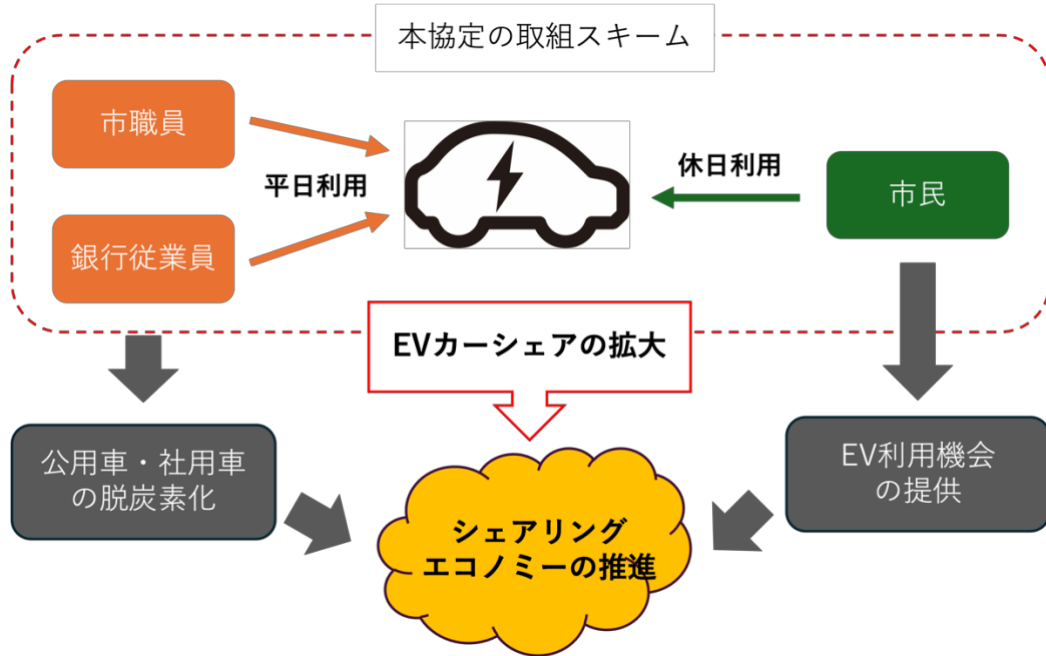 本協定の取組スキーム
市職員
平日利用
銀行従業員
休日利用
市民
EVカーシェアの拡大
公用車・社用車
の脱炭素化
EV利用機会
の提供
シェアリング
エコノミーの推進